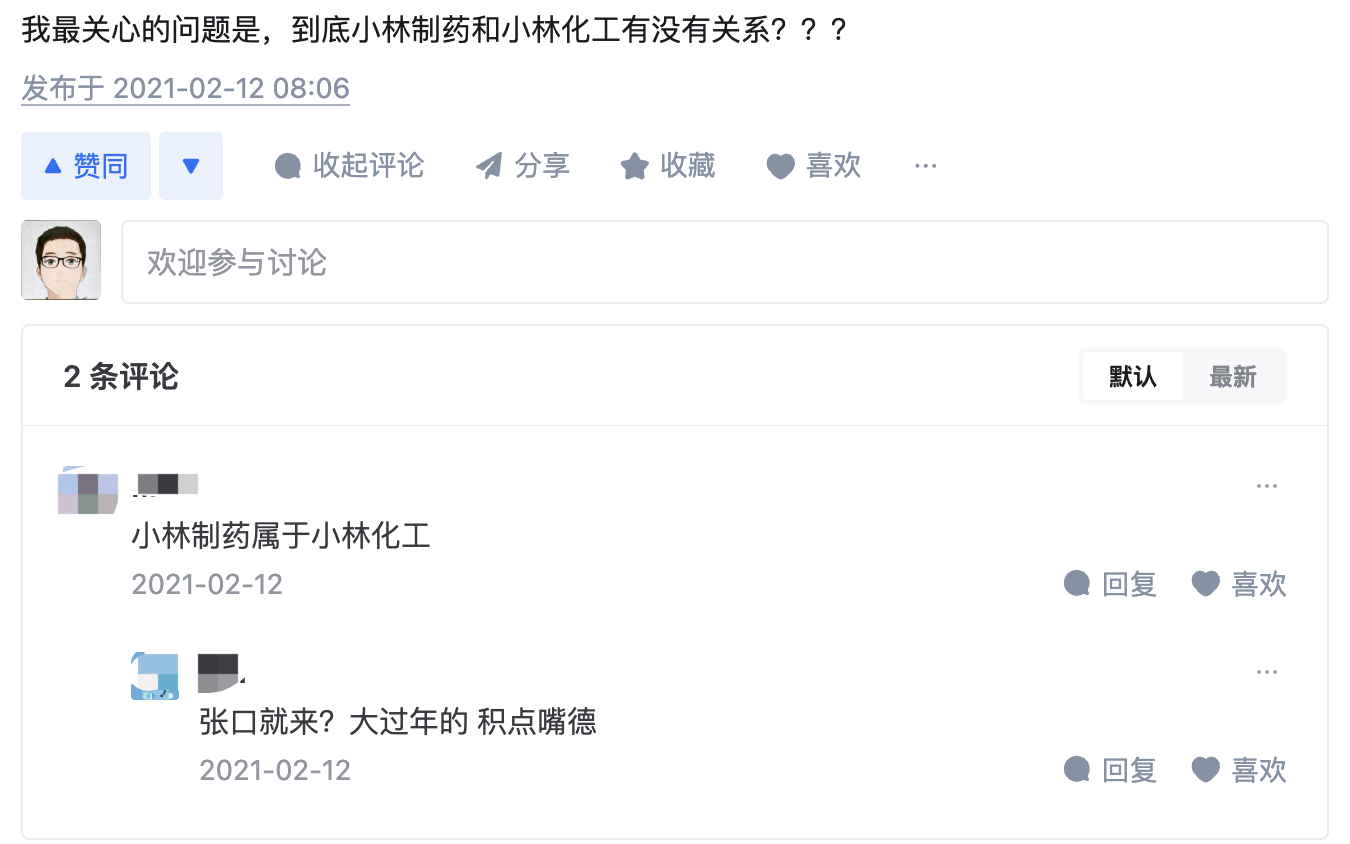 我最关心的问题是，到底小林制药和小林化工有没有关系？？？
发布于 2021-02-12 08:06
赞同
收起评论
分享
收藏
喜欢
欢迎参与讨论
2 条评论
默认
最新
小林制药属于小林化工
2021-02-12
回复
喜欢
张口就来？大过年的 积点嘴德
2021-02-12
回复
喜欢